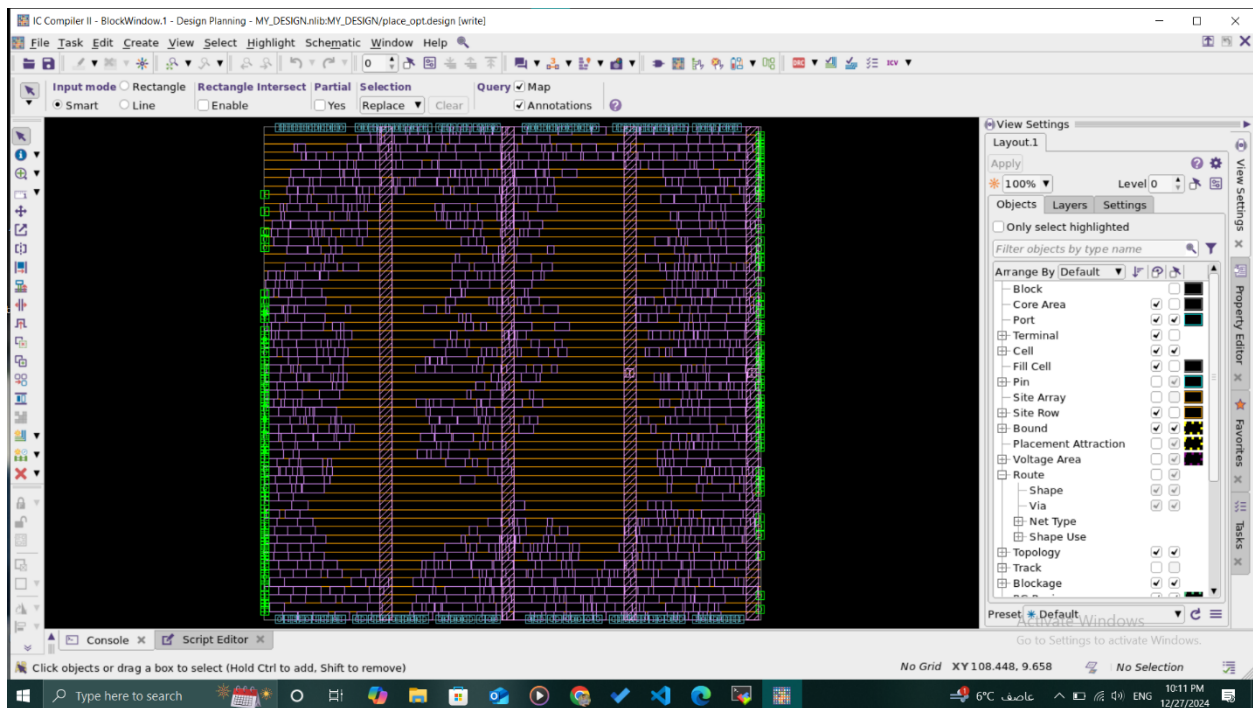 IC Compiler II - BlockWindow.1 - Design Planning - MY_DESIGN.nlib:MY_DESIGN/place_opt.design [write]
File Task Edit Create View Select Highlight Schematic Window Help
0
ICV
Input mode Rectangle Rectangle Intersect Partial Selection Query Map
Smart Line Enable Yes Replace Clear Annotations
View Settings
Layout.1
Apply
100% Level 0
Objects Layers Settings
Only select highlighted
Filter objects by type name
Arrange By Default
Block
Core Area
Port
Terminal
Cell
Fill Cell
Pin
Site Array
Site Row
Bound
Placement Attraction
Voltage Area
Route
Shape
Via
Net Type
Shape Use
Topology
Track
Blockage
Preset Default
View Settings
Property Editor
Favorites
Tasks
Activate Windows
Go to Settings to activate Windows.
Console Script Editor
Click objects or drag a box to select (Hold Ctrl to add, Shift to remove)
No Grid XY 108.448, 9.658 No Selection
Type here to search
6°C عاصف
ENG
10:11 PM
12/27/2024